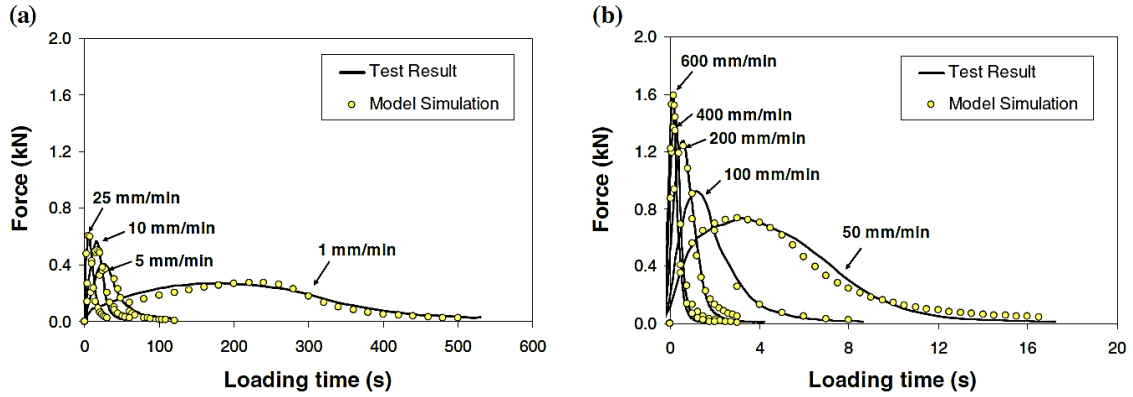 (a)
2.0
1.6
1.2
0.8
0.4
0.0
Force (kN)
Test Result
Model Simulation
25 mm/min
10 mm/min
5 mm/min
1 mm/min
0
100
200
300
400
500
600
Loading time (s)
(b)
2.0
1.6
1.2
0.8
0.4
0.0
Force (kN)
Test Result
Model Simulation
600 mm/min
400 mm/min
200 mm/min
100 mm/min
50 mm/min
0
4
8
12
16
20
Loading time (s)